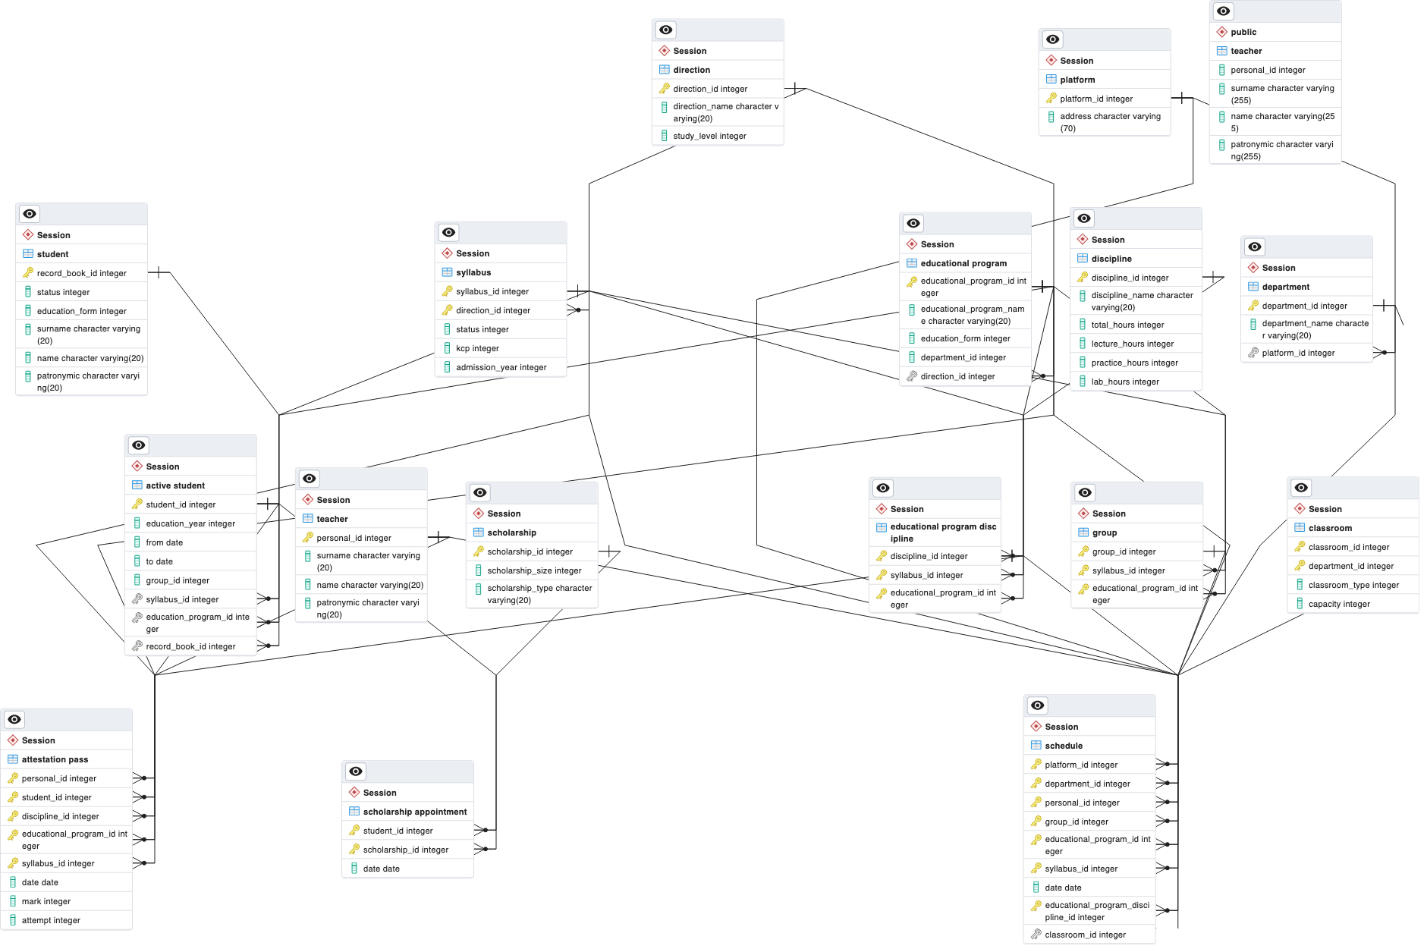 Session
direction
direction_id integer
direction_name character v
arying(20)
study_level integer
Session
platform
platform_id integer
address character varying
(70)
public
teacher
personal_id integer
surname character varying
(255)
name character varying(25
5)
patronymic character varyi
ng(255)
Session
student
record_book_id integer
status integer
education_form integer
surname character varying
(20)
name character varying(20)
patronymic character varyi
ng(20)
Session
syllabus
syllabus_id integer
direction_id integer
status integer
kcp integer
admission_year integer
Session
educational program
educational_program_id int
eger
educational_program_nam
e character varying(20)
education_form integer
department_id integer
direction_id integer
Session
discipline
discipline_id integer
discipline_name character
varying(20)
total_hours integer
lecture_hours integer
practice_hours integer
lab_hours integer
Session
department
department_id integer
department_name characte
r varying(20)
platform_id integer
Session
active student
student_id integer
education_year integer
from date
to date
group_id integer
syllabus_id integer
education_program_id inte
ger
record_book_id integer
Session
teacher
personal_id integer
surname character varying
(20)
name character varying(20)
patronymic character varyi
ng(20)
Session
scholarship
scholarship_id integer
scholarship_size integer
scholarship_type character
varying(20)
Session
educational program disc
ipline
discipline_id integer
syllabus_id integer
educational_program_id int
eger
Session
group
group_id integer
syllabus_id integer
educational_program_id int
eger
Session
classroom
classroom_id integer
department_id integer
classroom_type integer
capacity integer
Session
attestation pass
personal_id integer
student_id integer
discipline_id integer
educational_program_id int
eger
syllabus_id integer
date date
mark integer
attempt integer
Session
scholarship appointment
student_id integer
scholarship_id integer
date date
Session
schedule
platform_id integer
department_id integer
personal_id integer
group_id integer
educational_program_id int
eger
syllabus_id integer
date date
educational_program_disci
pline_id integer
classroom_id integer